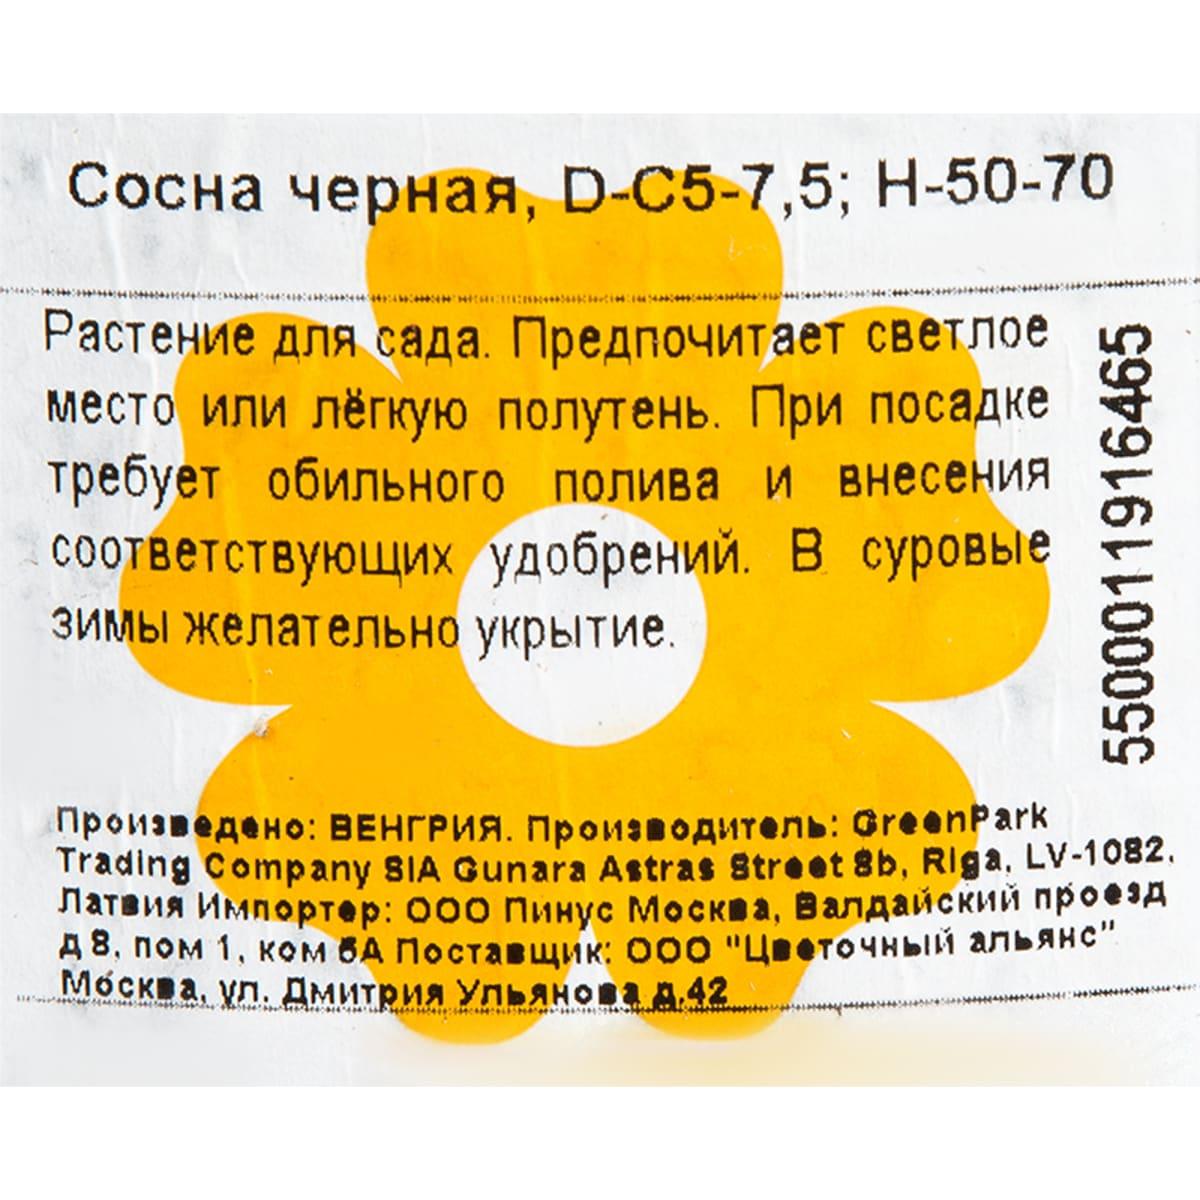 Сосна черная, D-C5-7,5; H-50-70
Растение для сада. Предпочитает светлое
место или лёгкую полутень. При посадке
требует обильного полива и внесения
соответствующих удобрений. В суровые
зимы желательно укрытие.
5500011916465
Произведено: ВЕНГРИЯ. Производитель: GreenPark
Trading Company SIA Gunara Astras Street 8b, Riga, LV-1082,
Латвия Импортер: ООО Пинус Москва, Валдайский проезд
д 8, пом 1, ком 6А Поставщик: ООО "Цветочный альянс"
Москва, ул. Дмитрия Ульянова д.42